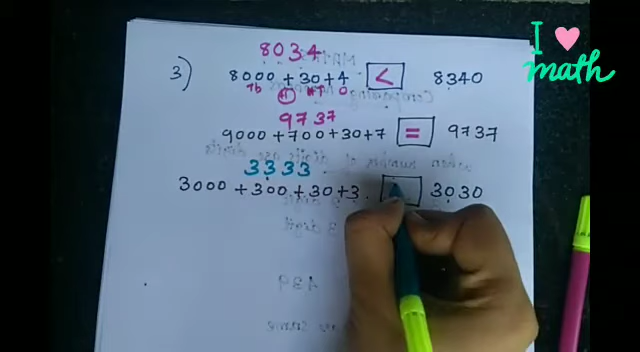 I ♥
math
8034
3) 8000 + 30 + 4 < 8340
Th H T O
9737
9000 + 700 + 30 + 7 = 9737
3333
3000 + 300 + 30 + 3 3030